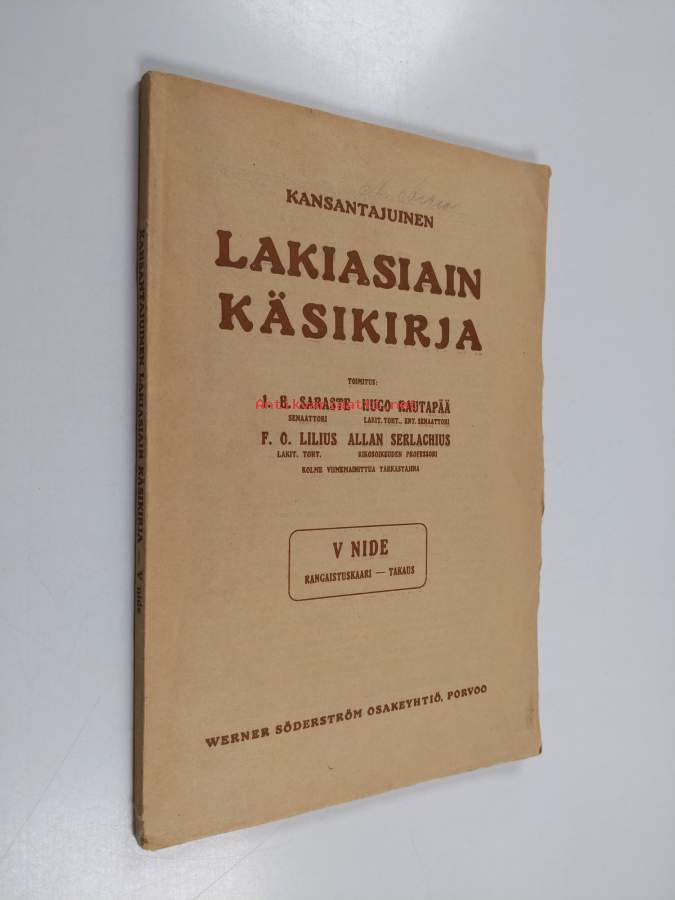 KANSANTAJUINEN
LAKIASIAIN
KÄSIKIRJA
TOIMITUS:
J. E. SARASTE HUGO RAUTAPÄÄ
SENAATTORI LAKIT. TOHT., ENT. SENAATTORI
F. O. LILIUS ALLAN SERLACHIUS
LAKIT. TOHT. RIKOSOIKEUDEN PROFESSORI
KOLME VIIMEMAINITTUA TARKASTAJINA
V NIDE
RANGAISTUSKAARI — TAKAUS
WERNER SÖDERSTRÖM OSAKEYHTIÖ, PORVOO
KANSANTAJUINEN LAKIASIAIN KÄSIKIRJA — V nide